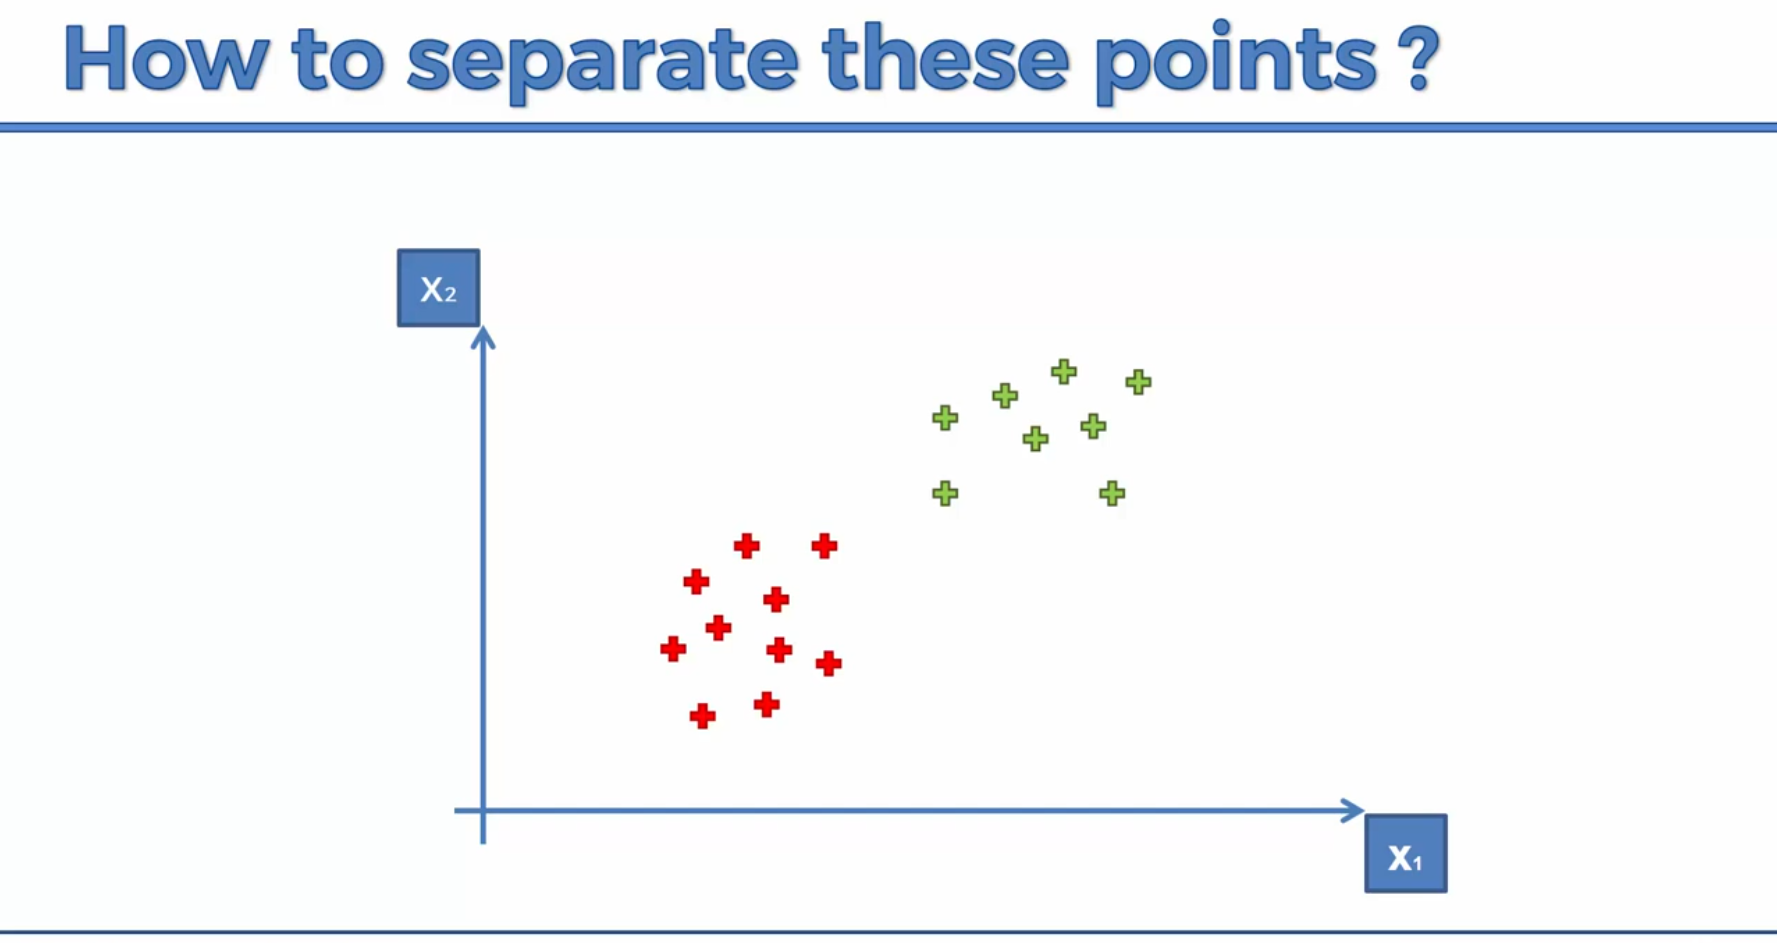 How to separate these points ?
X₂
X₁